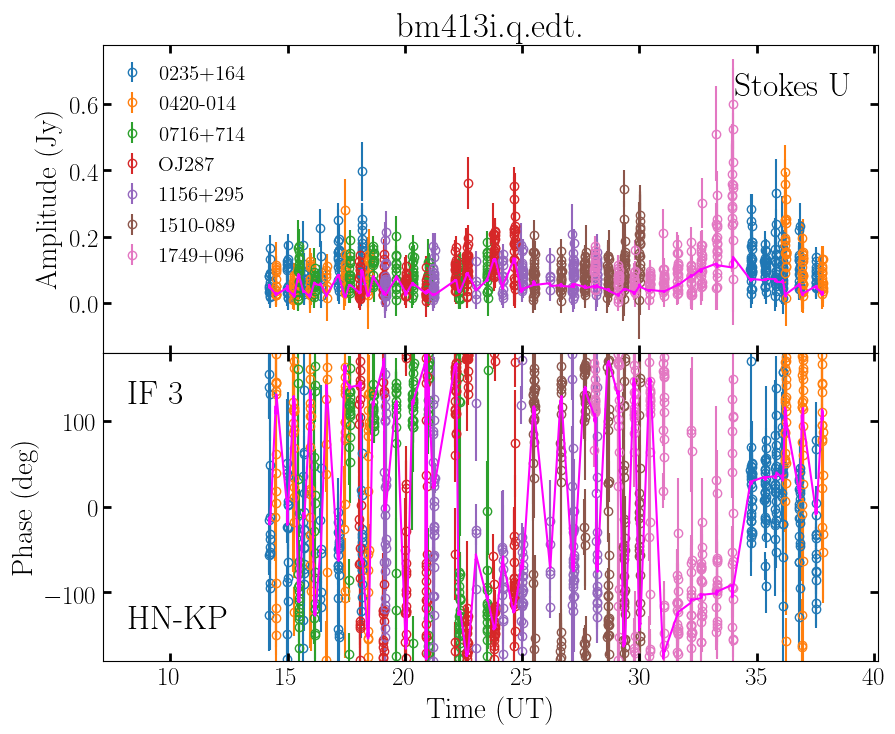 bm413i.q.edt.
Stokes U
0235+164
0420-014
0716+714
OJ287
1156+295
1510-089
1749+096
Amplitude (Jy)
0.6
0.4
0.2
0.0
IF 3
HN-KP
Phase (deg)
100
0
−100
10 15 20 25 30 35 40
Time (UT)